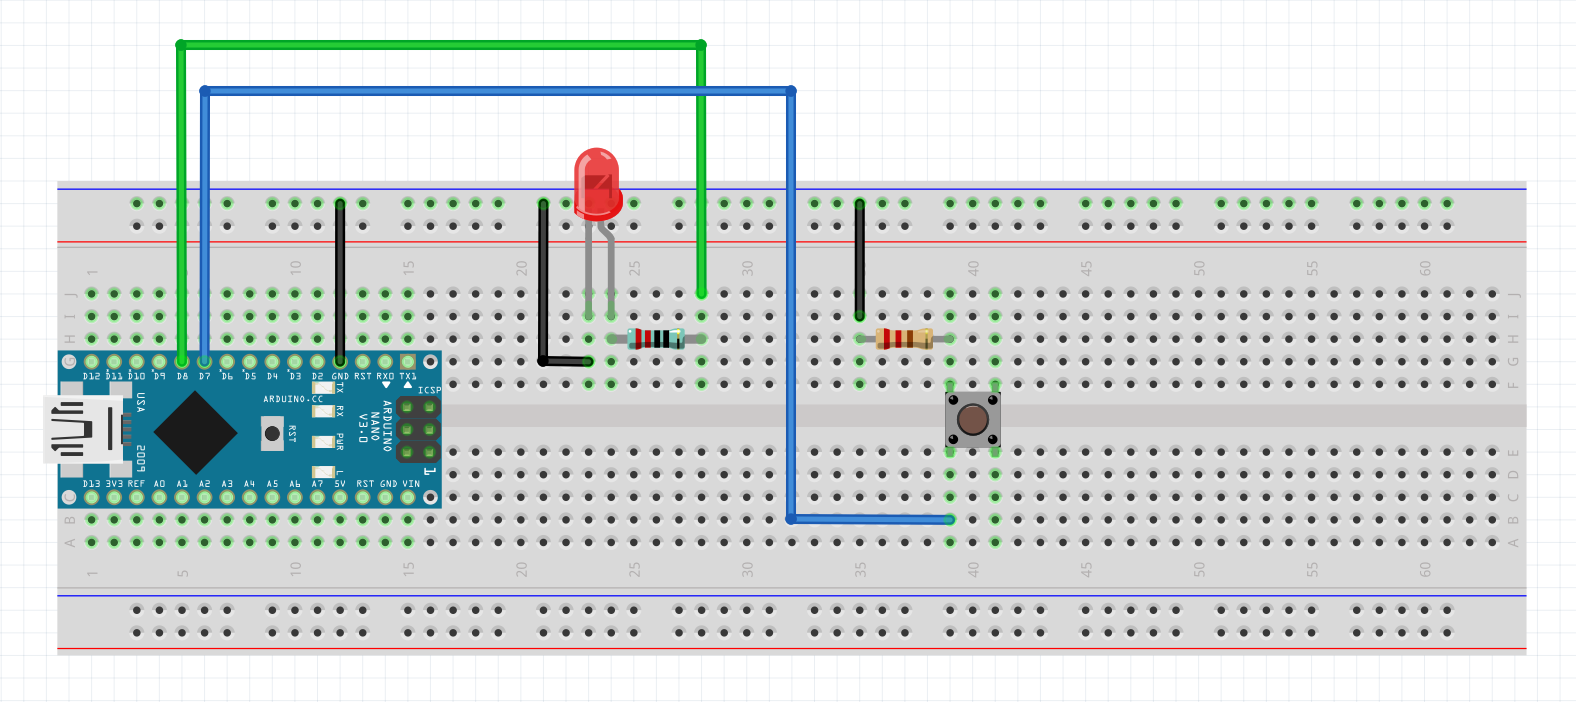 1 5 10 15 20 25 30 35 40 45 50 55 60
J J
I I
H H
G G
F
D12 D11 D10 D9 D8 D7 D6 D5 D4 D3 D2 GND RST RX0 TX1
ICSP
TX
RX
PWR
L
ARDUINO.CC
USA
RST
ARDUINO
NANO
V3.0
1
E
D
D13 3V3 REF A0 A1 A2 A3 A4 A5 A6 A7 5V RST GND VIN
C C
B B
A A
1 5 10 15 20 25 30 35 40 45 50 55 60